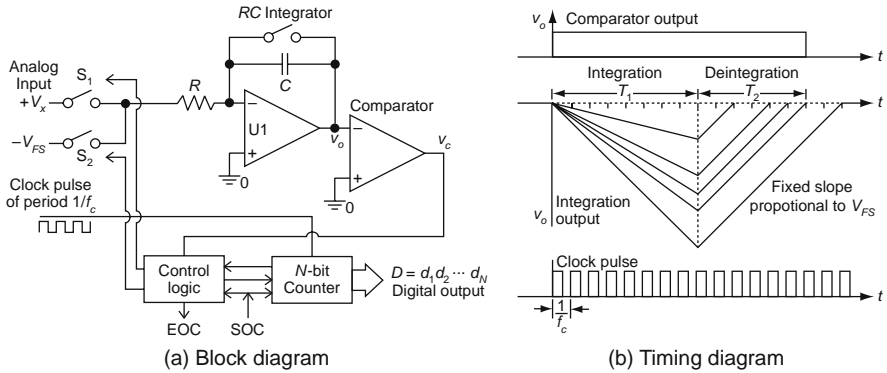 RC Integrator
Analog
Input
S1
+Vx
R
C
−VFS
S2
U1
−
+
0
vo
Comparator
−
+
0
vc
Clock pulse
of period 1/fc
Control
logic
N-bit
Counter
D = d1d2 ··· dN
Digital output
EOC
SOC
(a) Block diagram
vo
Comparator output
t
Integration
Deintegration
T1
T2
t
vo
Integration
output
Fixed slope
propotional to VFS
Clock pulse
t
1
fc
(b) Timing diagram